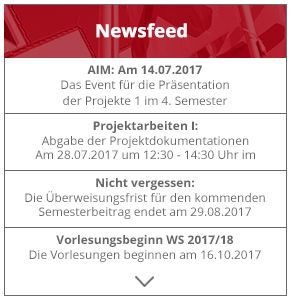 Newsfeed
AIM: Am 14.07.2017
Das Event für die Präsentation
der Projekte 1 im 4. Semester
Projektarbeiten I:
Abgabe der Projektdokumentationen
Am 28.07.2017 um 12:30 - 14:30 Uhr im
Nicht vergessen:
Die Überweisungsfrist für den kommenden
Semesterbeitrag endet am 29.08.2017
Vorlesungsbeginn WS 2017/18
Die Vorlesungen beginnen am 16.10.2017